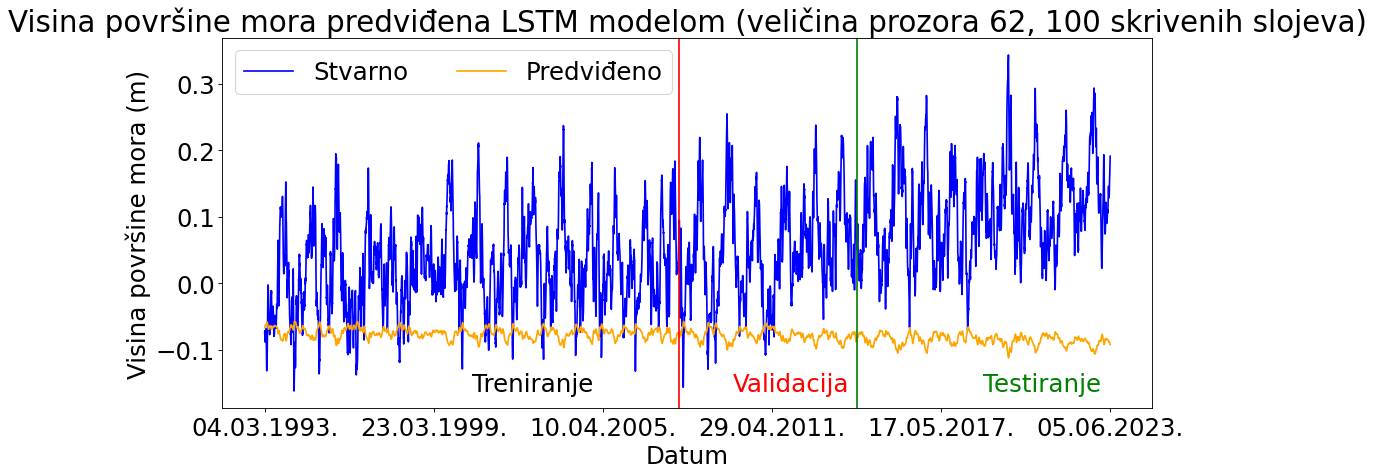 Visina površine mora predviđena LSTM modelom (veličina prozora 62, 100 skrivenih slojeva)
Stvarno
Predviđeno
Visina površine mora (m)
0.3
0.2
0.1
0.0
−0.1
Treniranje
Validacija
Testiranje
04.03.1993.
23.03.1999.
10.04.2005.
29.04.2011.
17.05.2017.
05.06.2023.
Datum